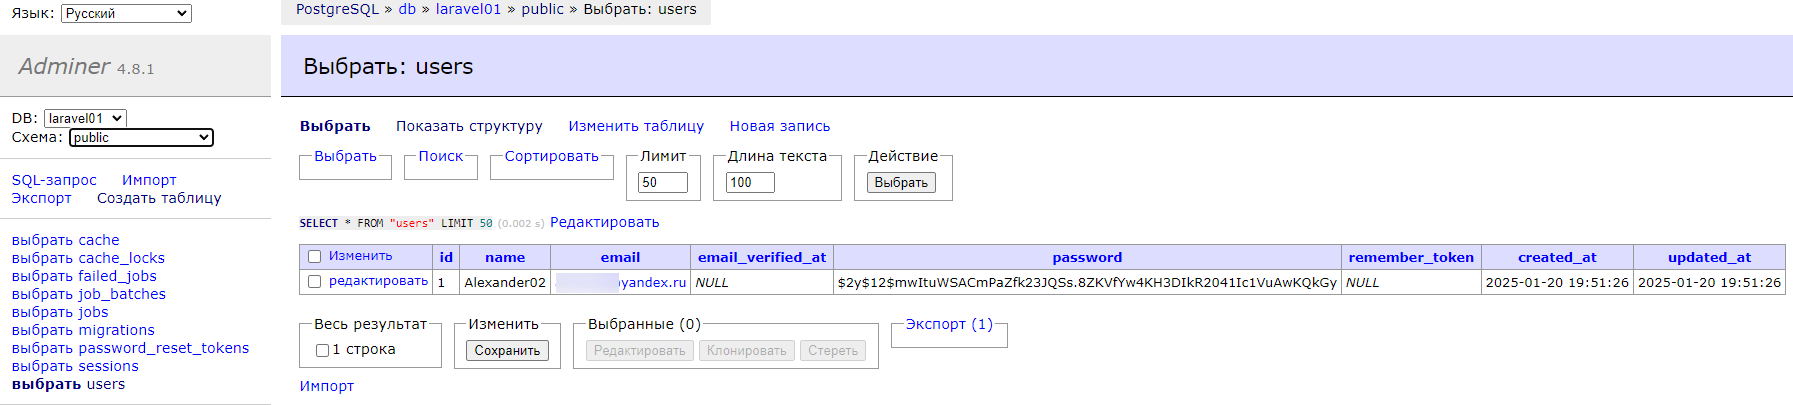 Язык: Русский
PostgreSQL » db » laravel01 » public » Выбрать: users
Adminer 4.8.1
Выбрать: users
DB: laravel01
Схема: public
SQL-запрос Импорт
Экспорт Создать таблицу
выбрать cache
выбрать cache_locks
выбрать failed_jobs
выбрать job_batches
выбрать jobs
выбрать migrations
выбрать password_reset_tokens
выбрать sessions
выбрать users
Выбрать Показать структуру Изменить таблицу Новая запись
Выбрать Поиск Сортировать Лимит Длина текста Действие
50 100 Выбрать
SELECT * FROM "users" LIMIT 50 (0.002 s) Редактировать
Изменить id name email email_verified_at password remember_token created_at updated_at
редактировать 1 Alexander02 yandex.ru NULL $2y$12$mwItuWSACmPaZfk23JQSs.8ZKVfYw4KH3DIkR2041Ic1VuAwKQkGy NULL 2025-01-20 19:51:26 2025-01-20 19:51:26
Весь результат Изменить Выбранные (0) Экспорт (1)
1 строка Сохранить Редактировать Клонировать Стереть
Импорт